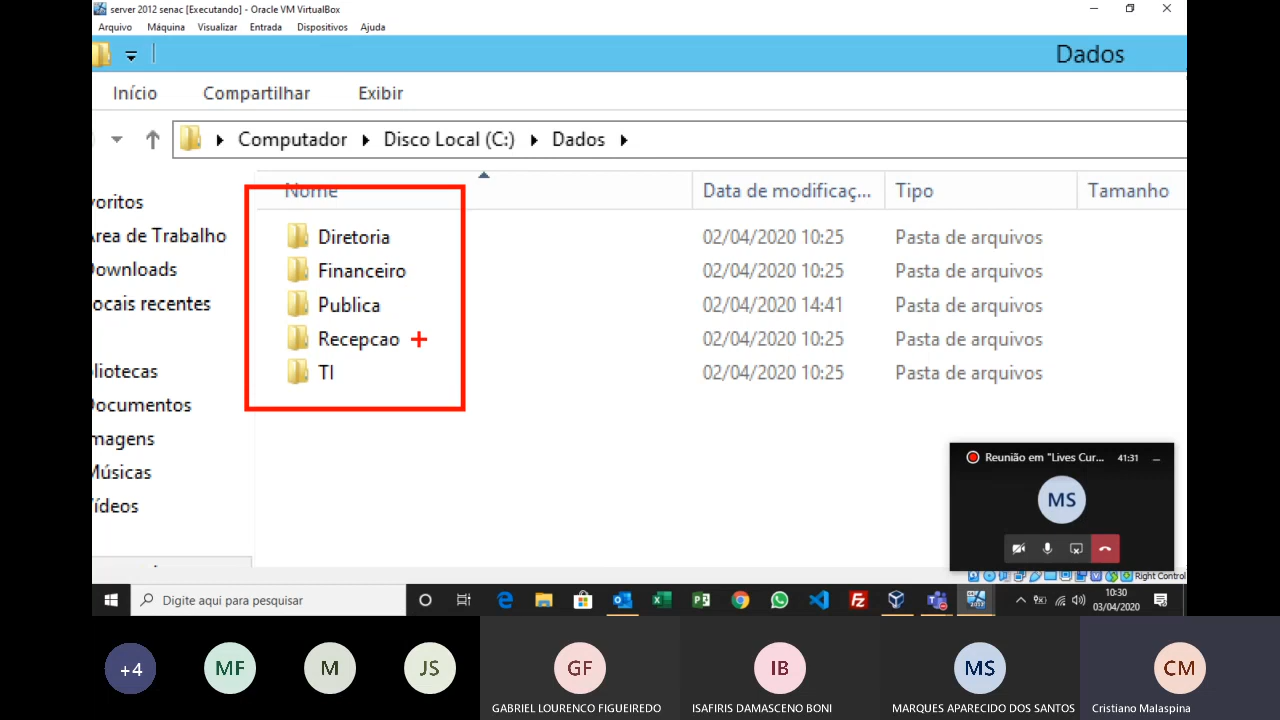 server 2012 senac [Executando] - Oracle VM VirtualBox
Arquivo Máquina Visualizar Entrada Dispositivos Ajuda
Dados
Início Compartilhar Exibir
Computador Disco Local (C:) Dados
Nome Data de modificaç... Tipo Tamanho
voritos
Área de Trabalho
Downloads
ocais recentes
bliotecas
Documentos
magens
Músicas
ídeos
Diretoria 02/04/2020 10:25 Pasta de arquivos
Financeiro 02/04/2020 10:25 Pasta de arquivos
Publica 02/04/2020 14:41 Pasta de arquivos
Recepcao 02/04/2020 10:25 Pasta de arquivos
TI 02/04/2020 10:25 Pasta de arquivos
Reunião em "Lives Cur... 41:31
MS
Right Control
Digite aqui para pesquisar
10:30
03/04/2020
+4 MF M JS GF IB MS CM
GABRIEL LOURENCO FIGUEIREDO ISAFIRIS DAMASCENO BONI MARQUES APARECIDO DOS SANTOS Cristiano Malaspina